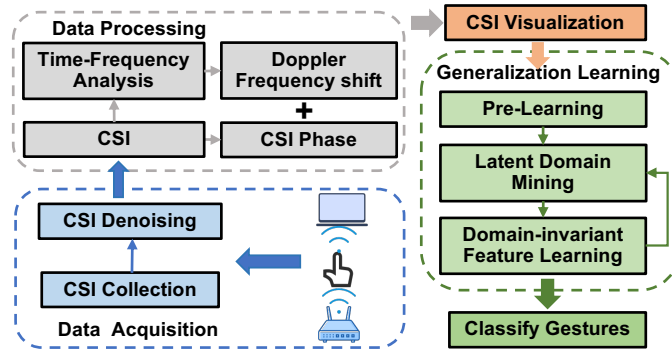 Data Processing
Time-Frequency
Analysis
Doppler
Frequency shift
+
CSI
CSI Phase
CSI Denoising
CSI Collection
Data Acquisition
CSI Visualization
Generalization Learning
Pre-Learning
Latent Domain
Mining
Domain-invariant
Feature Learning
Classify Gestures